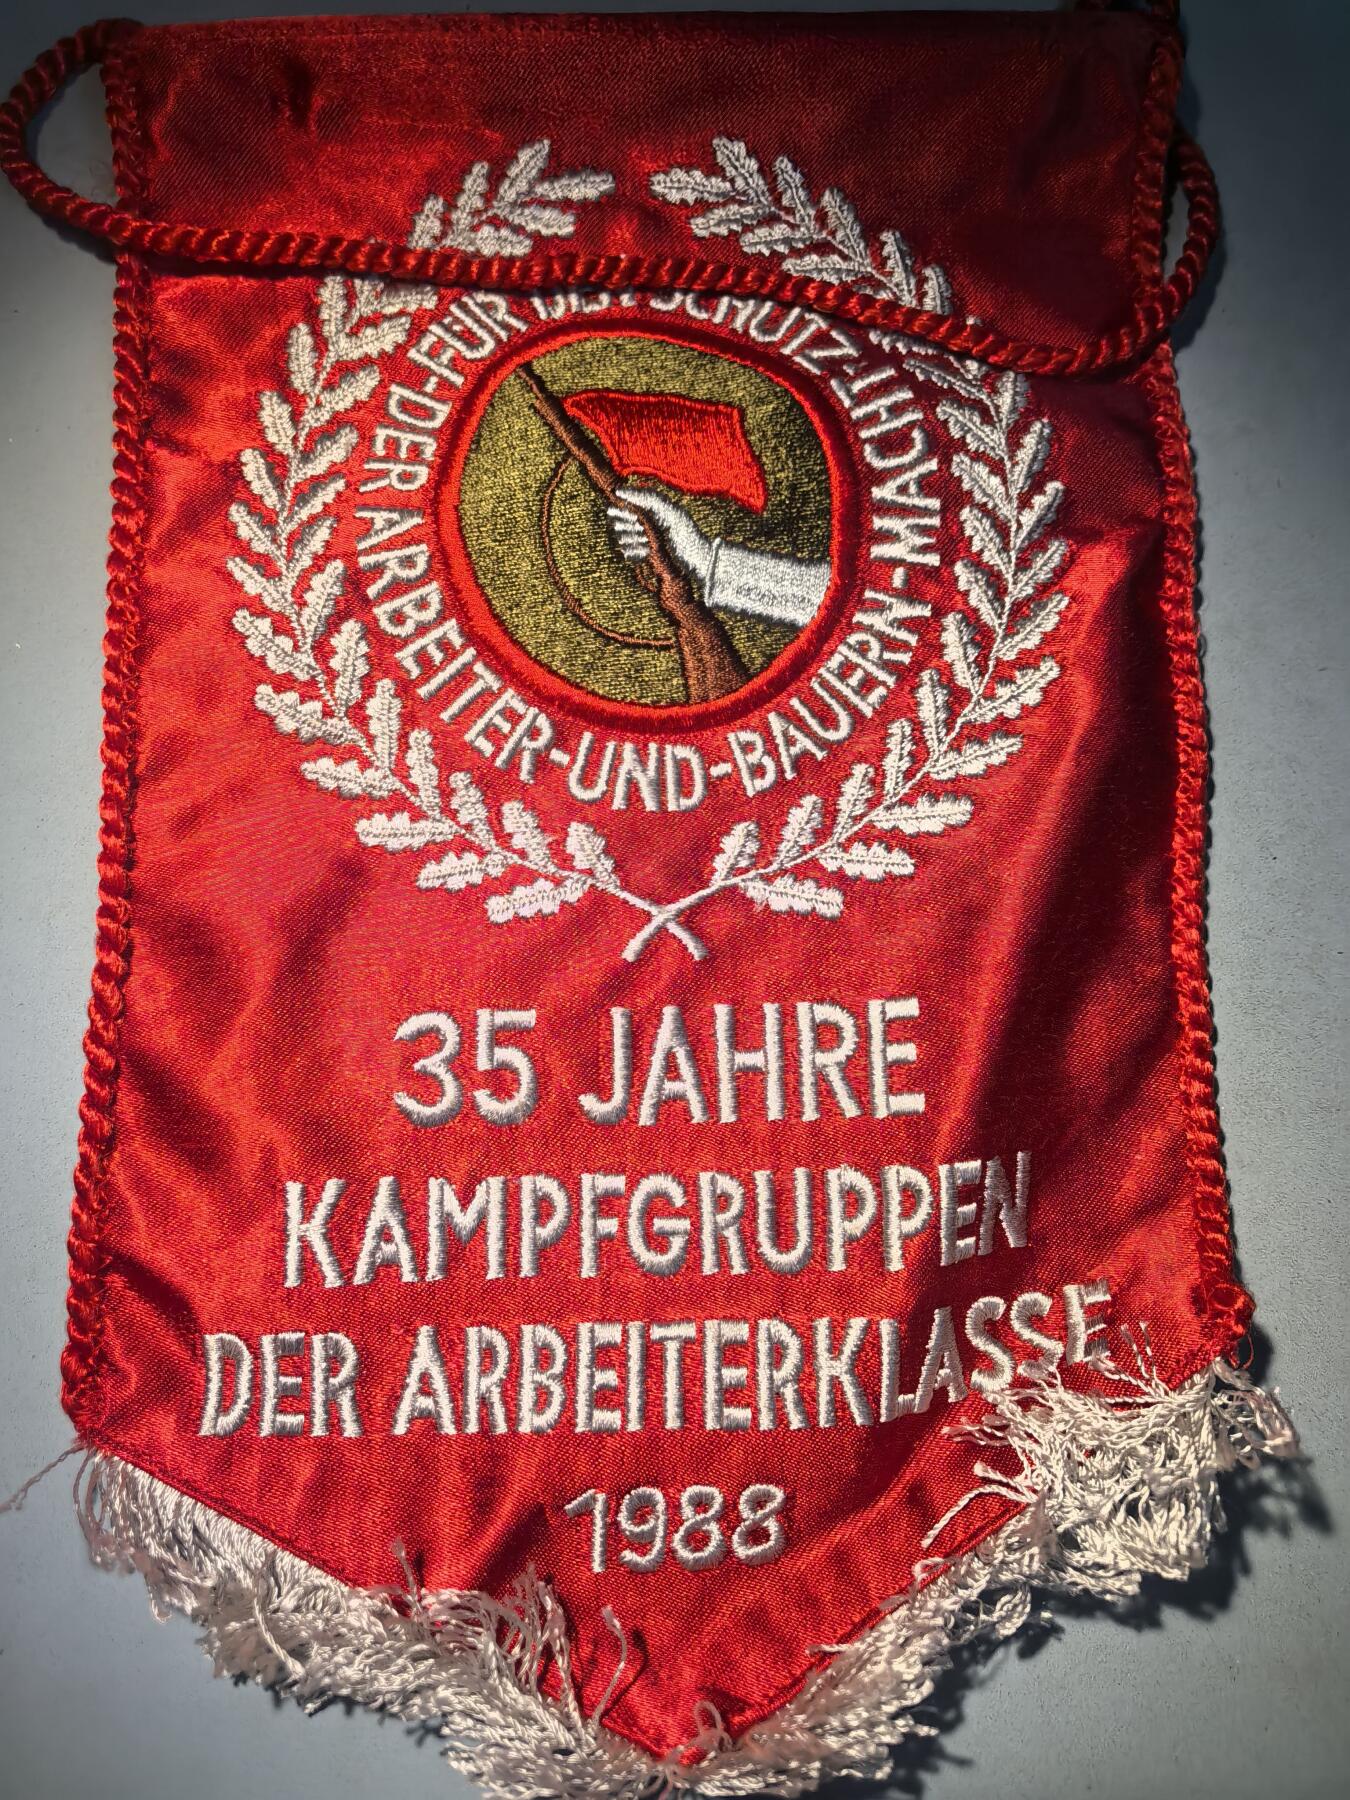 FÜR DEN SCHUTZ DER ARBEITER-UND-BAUERN-MACHT
35 JAHRE
KAMPFGRUPPEN
DER ARBEITERKLASSE
1988